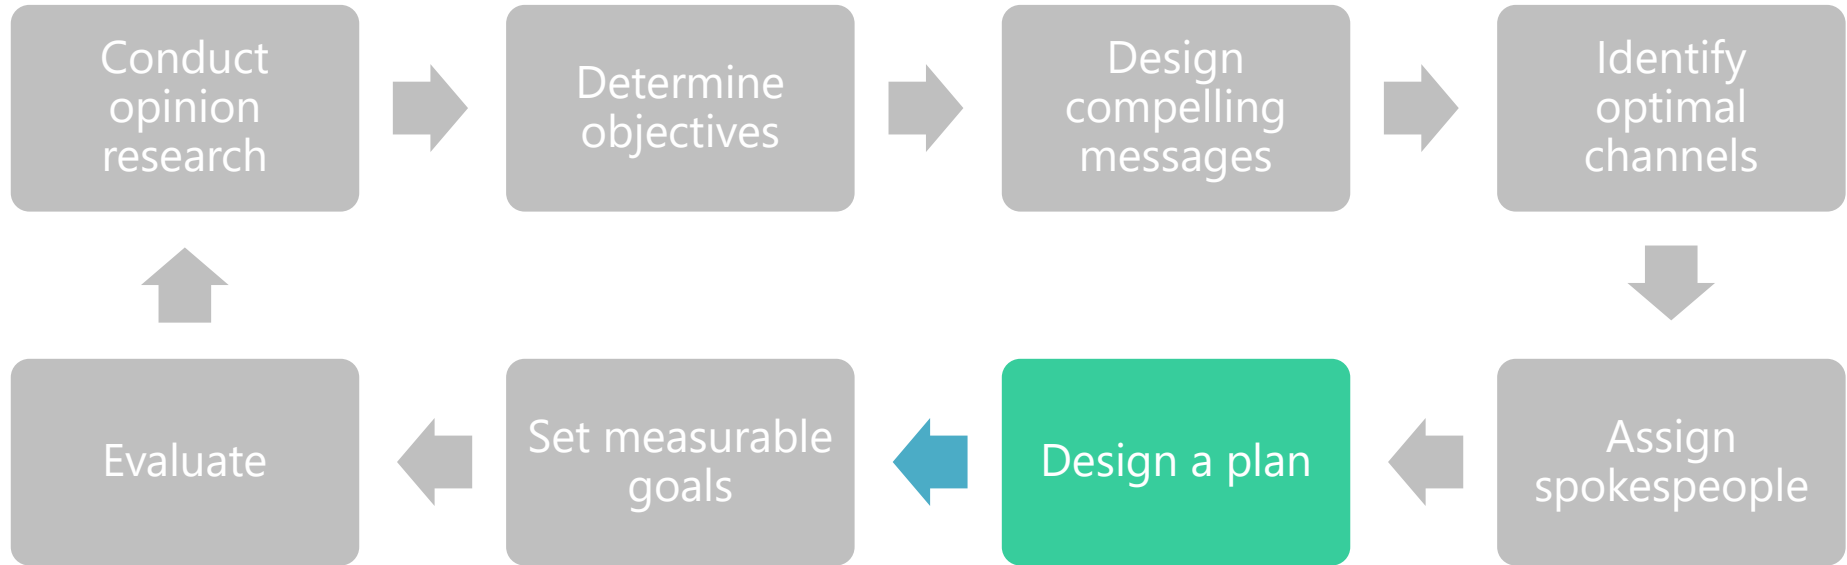 Conduct
opinion
research
Determine
objectives
Design
compelling
messages
Identify
optimal
channels
Evaluate
Set measurable
goals
Design a plan
Assign
spokespeople